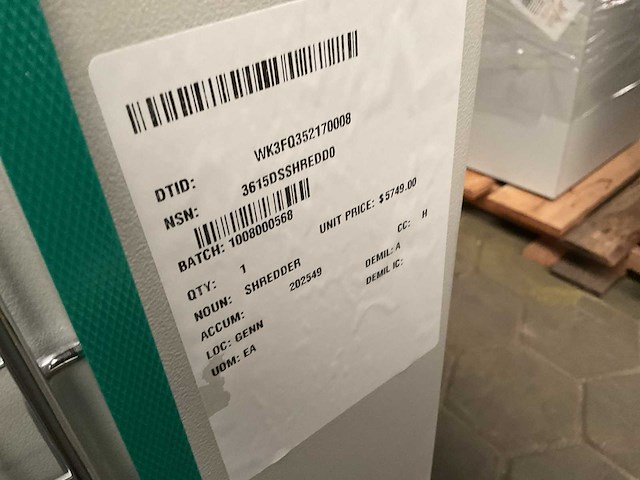 DTID: WK3FQ352170008
NSN: 3615DSSHREDD0
BATCH: 1008000568
UNIT PRICE: $5749.00
QTY: 1
CC: H
NOUN: SHREDDER
DEMIL: A
ACCUM: 202549
DEMIL IC:
LOC: GENN
UOM: EA